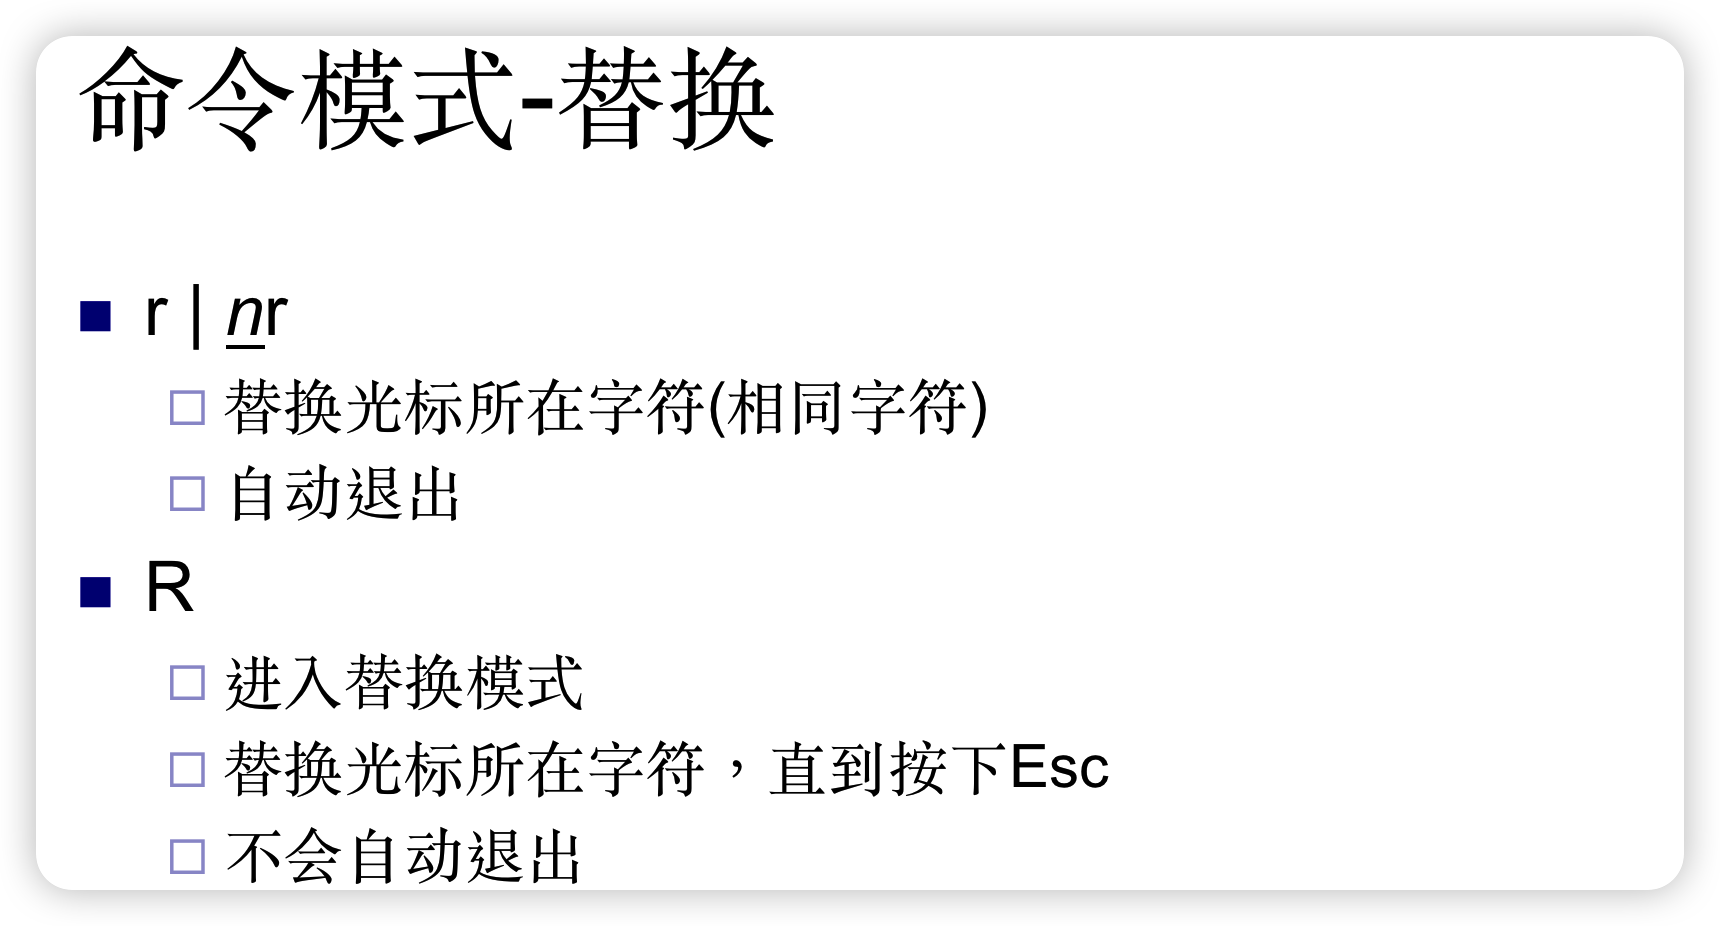 命令模式-替换
r | nr
替换光标所在字符(相同字符)
自动退出
R
进入替换模式
替换光标所在字符，直到按下Esc
不会自动退出